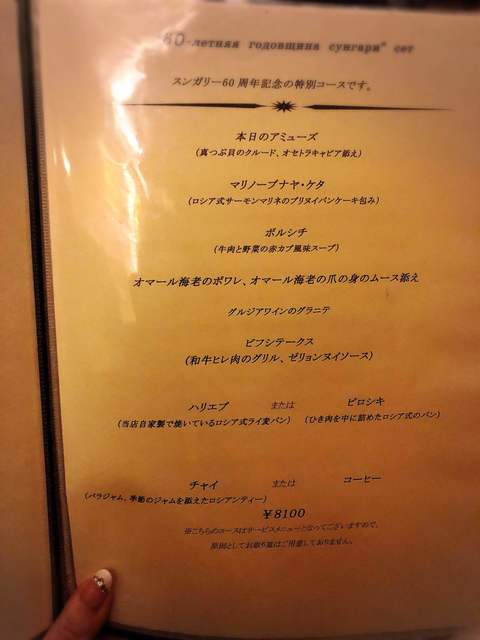 60-летняя годовщина сунгари" сет
スンガリー60周年記念の特別コースです。
本日のアミューズ
(真つぶ貝のクルード、オセトラキャビア添え)
マリノーブナヤ・ケタ
(ロシア式サーモンマリネのブリヌイパンケーキ包み)
ボルシチ
(牛肉と野菜の赤カブ風味スープ)
オマール海老のポワレ、オマール海老の爪の身のムース添え
グルジアワインのグラニテ
ビフシテークス
(和牛ヒレ肉のグリル、ゼリョンヌイソース)
ハリエブ または ピロシキ
(当店自家製で焼いているロシア式ライ麦パン) (ひき肉を中に詰めたロシア式のパン)
チャイ または コーヒー
(バラジャム、季節のジャムを添えたロシアンティー)
￥8100
※こちらのコースはサービスメニューとなってございますので、
原則としてお取り皿はご用意しておりません。